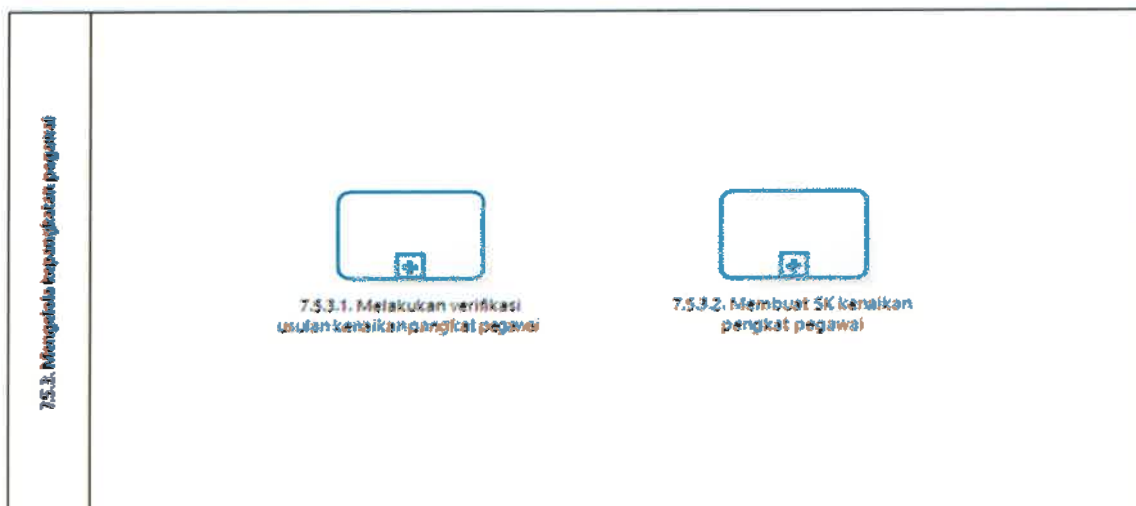 7.5.3. Mengelola kepangkatan pegawai
7.5.3.1. Melakukan verifikasi
usulan kenaikan pangkat pegawai
7.5.3.2. Membuat SK kenaikan
pangkat pegawai